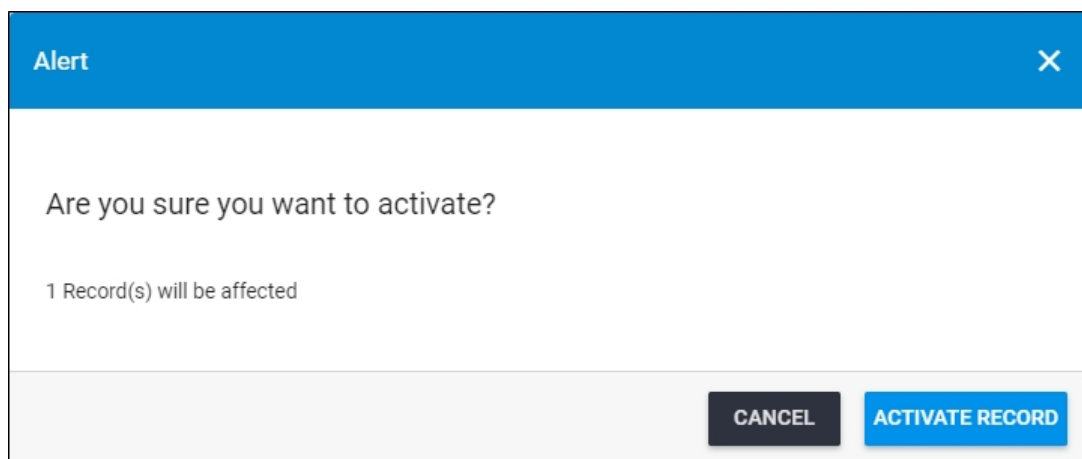 Alert
Are you sure you want to activate?
1 Record(s) will be affected
CANCEL ACTIVATE RECORD